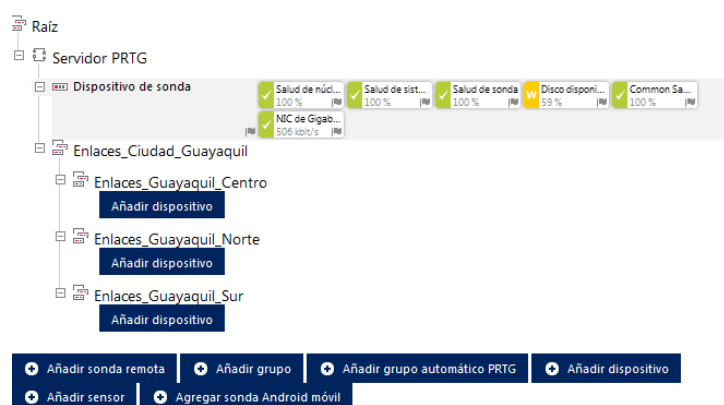 Raíz
Servidor PRTG
Dispositivo de sonda
Salud de núcl... Salud de sist... Salud de sonda W Disco disponi... Common Sa...
100 % 100 % 100 % 59 % 100 %
NIC de Gigab...
506 kbit/s
Enlaces_Ciudad_Guayaquil
Enlaces_Guayaquil_Centro
Añadir dispositivo
Enlaces_Guayaquil_Norte
Añadir dispositivo
Enlaces_Guayaquil_Sur
Añadir dispositivo
Añadir sonda remota Añadir grupo Añadir grupo automático PRTG Añadir dispositivo
Añadir sensor Agregar sonda Android móvil